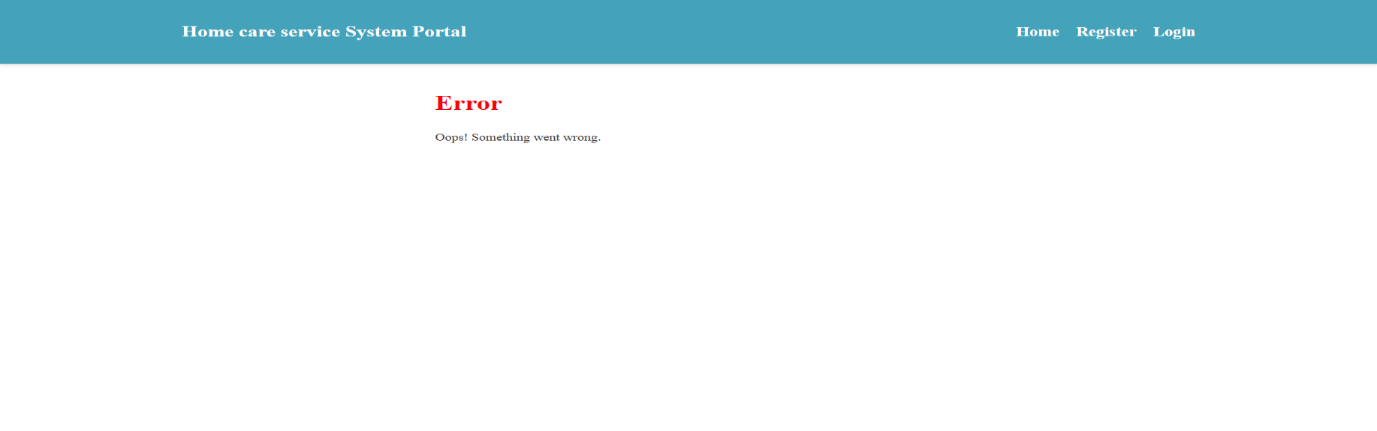 Home care service System Portal
Home Register Login
Error
Oops! Something went wrong.